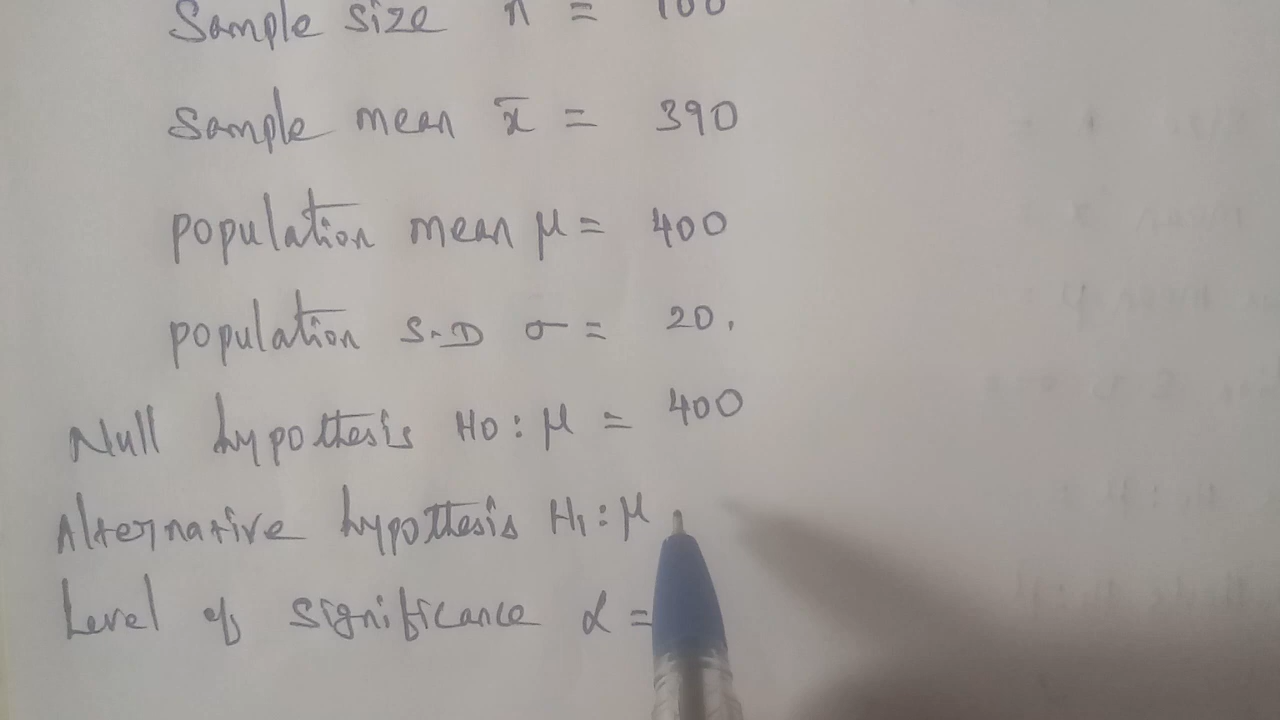 Sample size n = 100
Sample mean x̄ = 390
population mean μ = 400
population S.D σ = 20.
Null hypothesis H0 : μ = 400
Alternative hypothesis H1 : μ
Level of significance α =